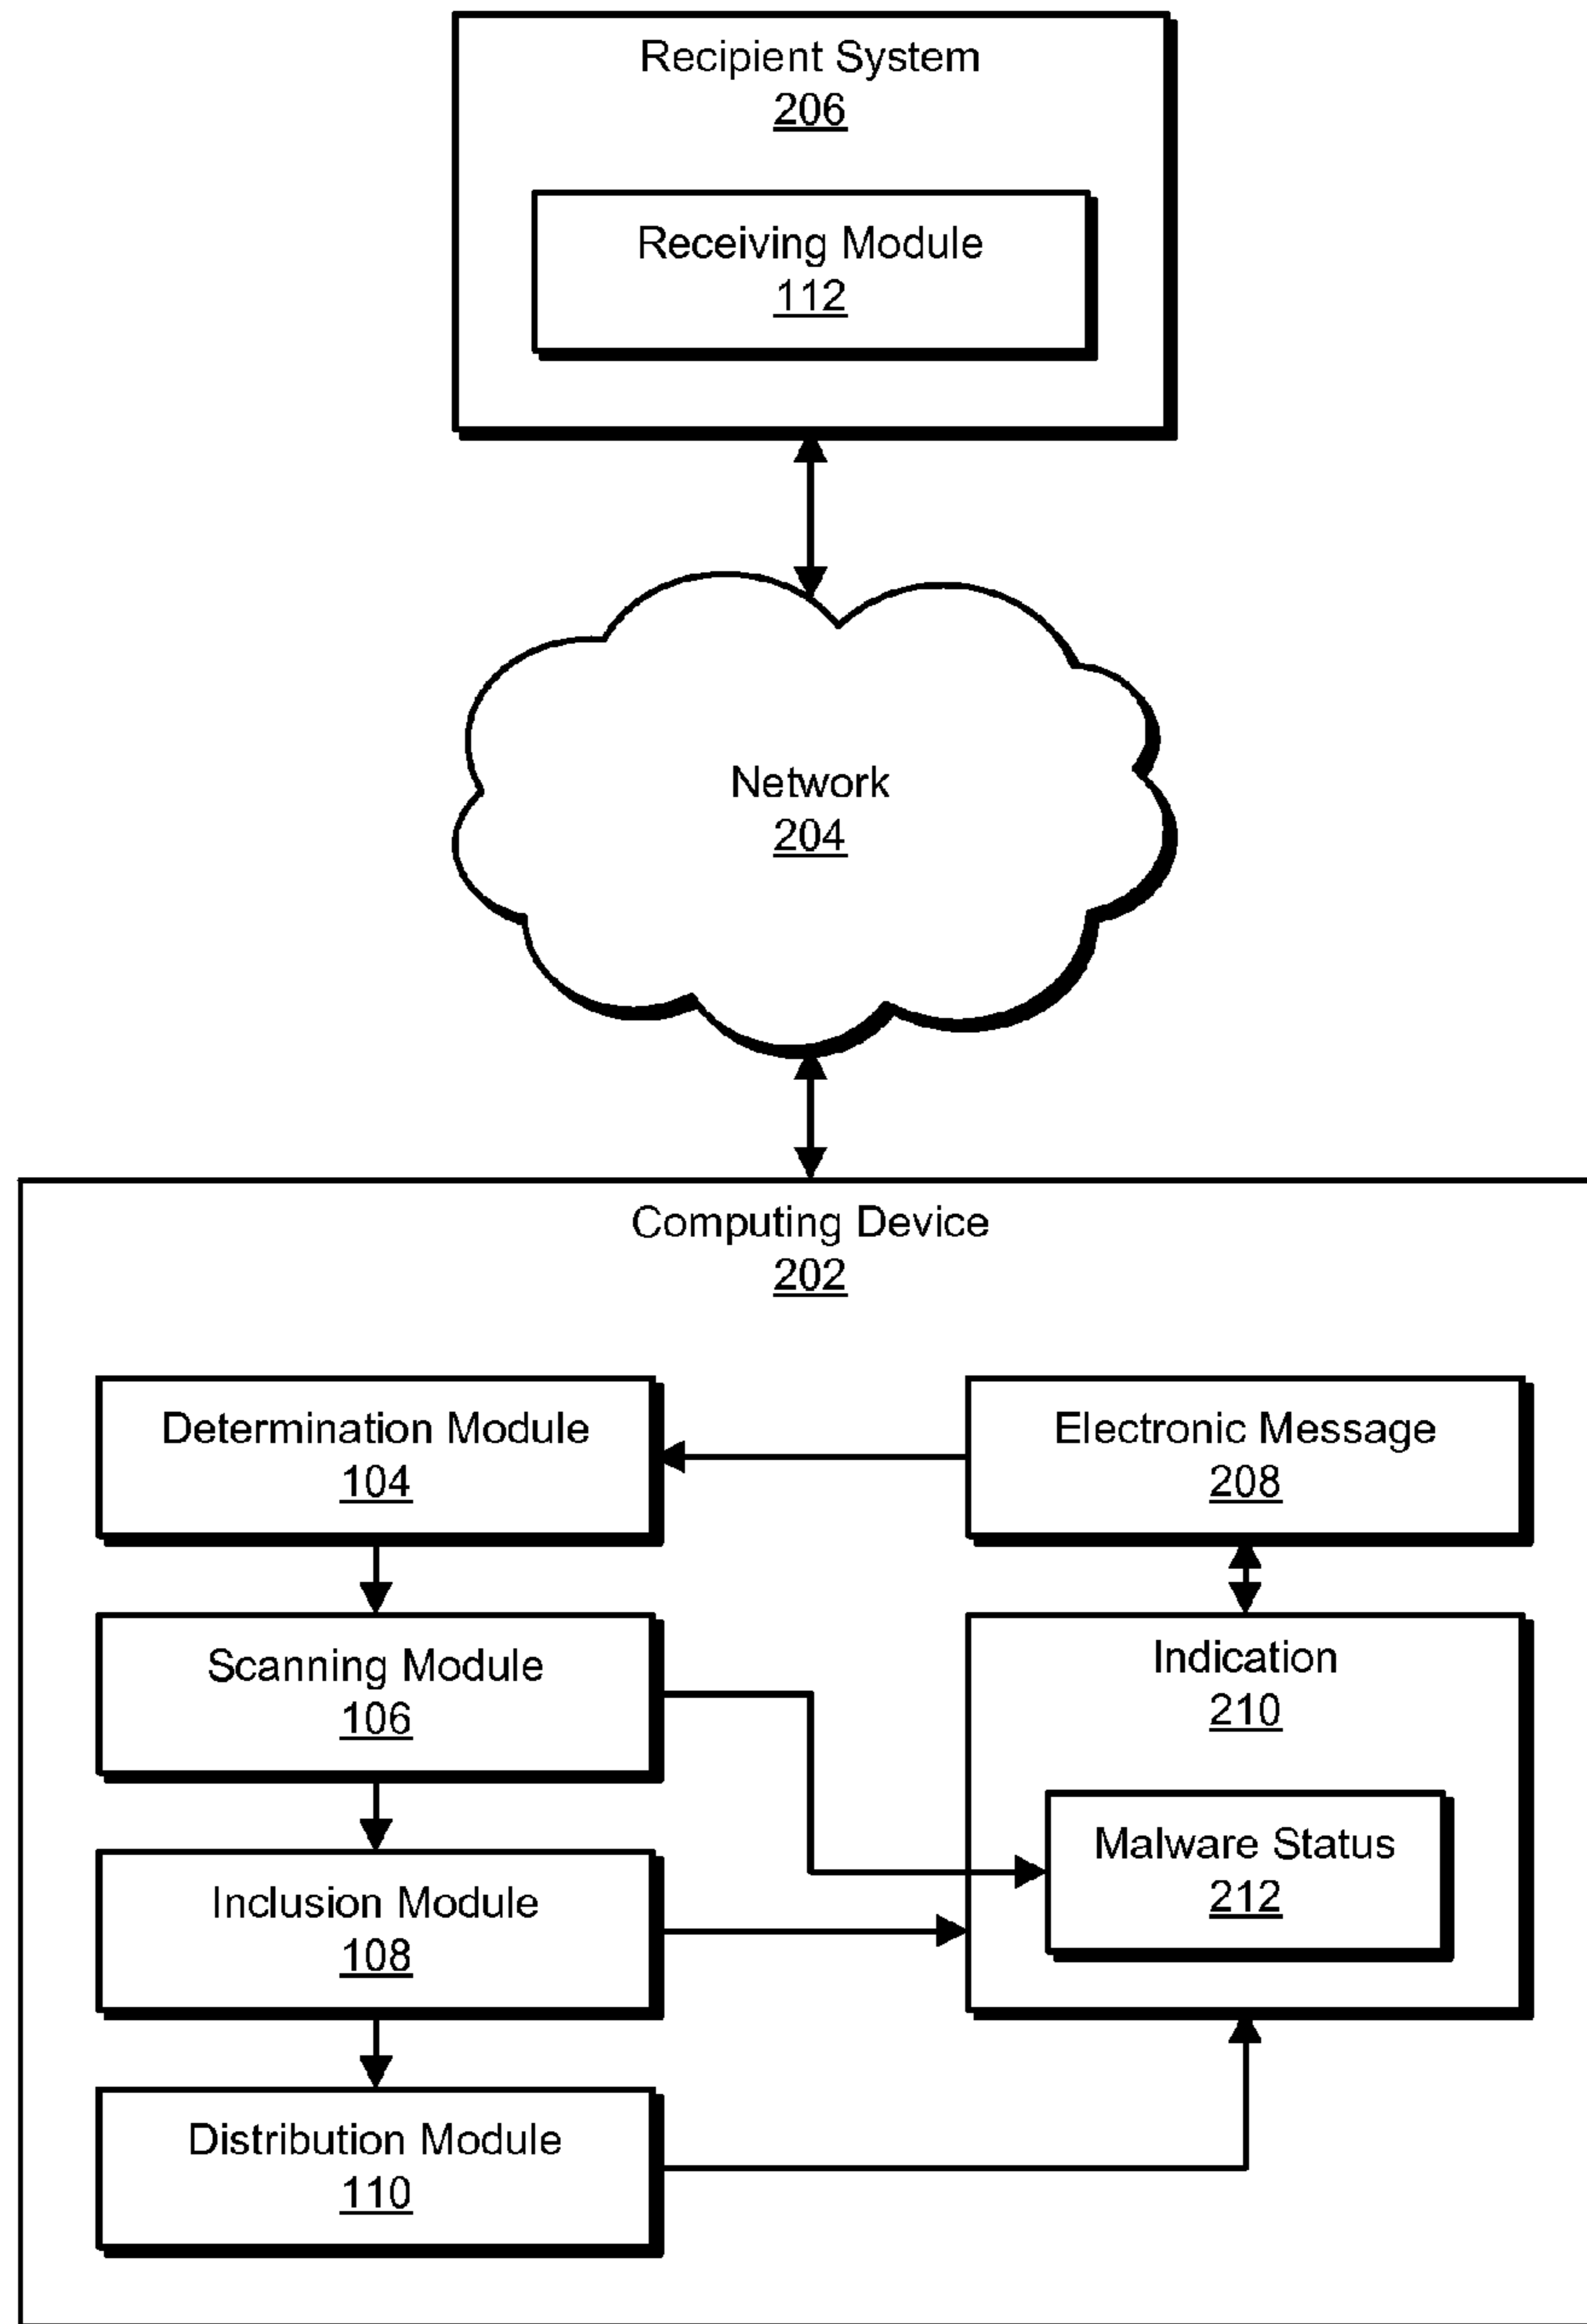 Recipient System
206
Receiving Module
112
Network
204
Computing Device
202
Determination Module
104
Electronic Message
208
Scanning Module
106
Indication
210
Malware Status
212
Inclusion Module
108
Distribution Module
110